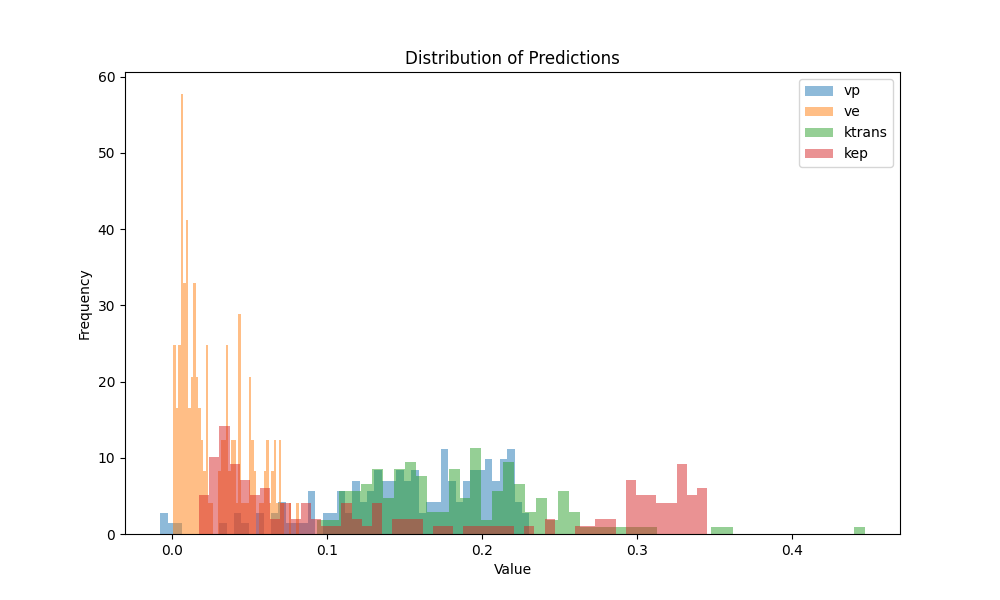 Distribution of Predictions
vp
ve
ktrans
kep
Frequency
60
50
40
30
20
10
0
0.0 0.1 0.2 0.3 0.4
Value